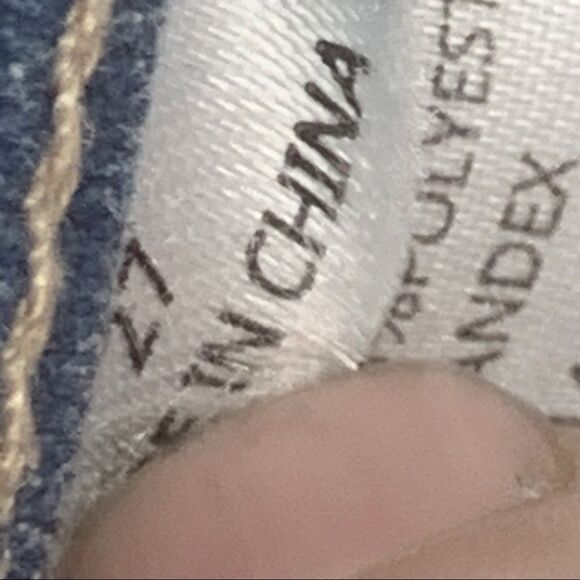 27
E IN CHINA
% POLYEST
ANDEX